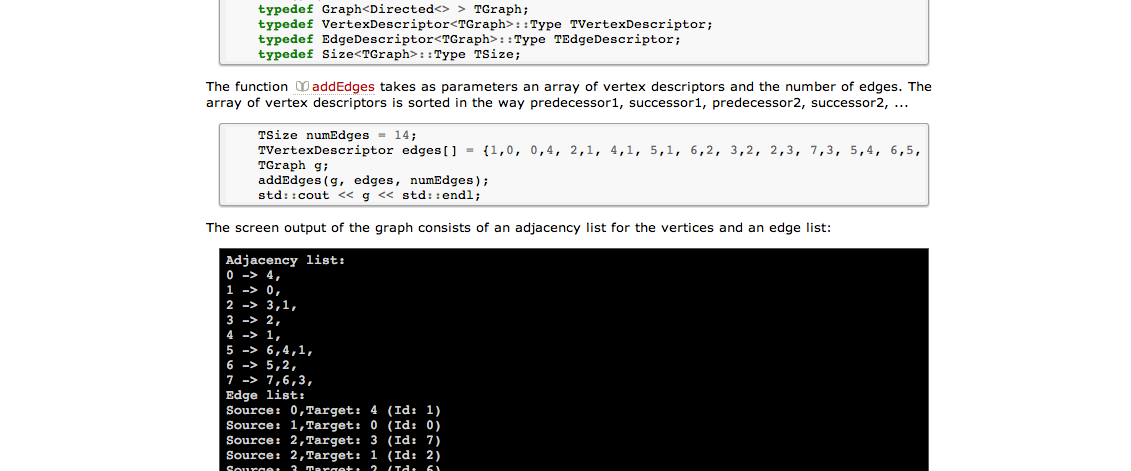 typedef Graph<Directed<> > TGraph;
typedef VertexDescriptor<TGraph>::Type TVertexDescriptor;
typedef EdgeDescriptor<TGraph>::Type TEdgeDescriptor;
typedef Size<TGraph>::Type TSize;
The function addEdges takes as parameters an array of vertex descriptors and the number of edges. The
array of vertex descriptors is sorted in the way predecessor1, successor1, predecessor2, successor2, ...
TSize numEdges = 14;
TVertexDescriptor edges[] = {1,0, 0,4, 2,1, 4,1, 5,1, 6,2, 3,2, 2,3, 7,3, 5,4, 6,5,
TGraph g;
addEdges(g, edges, numEdges);
std::cout << g << std::endl;
The screen output of the graph consists of an adjacency list for the vertices and an edge list:
Adjacency list:
0 -> 4,
1 -> 0,
2 -> 3,1,
3 -> 2,
4 -> 1,
5 -> 6,4,1,
6 -> 5,2,
7 -> 7,6,3,
Edge list:
Source: 0,Target: 4 (Id: 1)
Source: 1,Target: 0 (Id: 0)
Source: 2,Target: 3 (Id: 7)
Source: 2,Target: 1 (Id: 2)
Source: 3,Target: 2 (Id: 6)